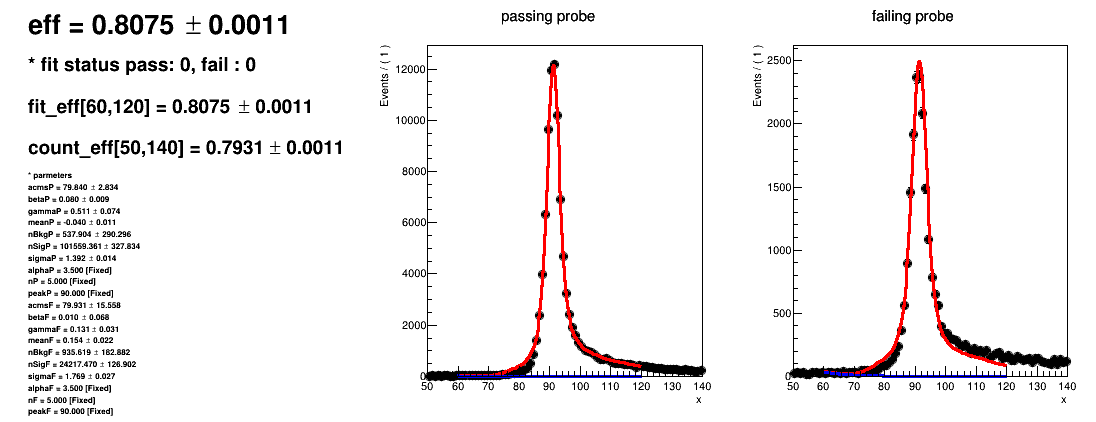 eff = 0.8075 ± 0.0011
* fit status pass: 0, fail : 0
fit_eff[60,120] = 0.8075 ± 0.0011
count_eff[50,140] = 0.7931 ± 0.0011
* parmeters
acmsP = 79.840 ± 2.834
betaP = 0.080 ± 0.009
gammaP = 0.511 ± 0.074
meanP = -0.040 ± 0.011
nBkgP = 537.904 ± 290.296
nSigP = 101559.361 ± 327.834
sigmaP = 1.392 ± 0.014
alphaP = 3.500 [Fixed]
nP = 5.000 [Fixed]
peakP = 90.000 [Fixed]
acmsF = 79.931 ± 15.558
betaF = 0.010 ± 0.068
gammaF = 0.131 ± 0.031
meanF = 0.154 ± 0.022
nBkgF = 935.619 ± 182.882
nSigF = 24217.470 ± 126.902
sigmaF = 1.769 ± 0.027
alphaF = 3.500 [Fixed]
nF = 5.000 [Fixed]
peakF = 90.000 [Fixed]
passing probe
Events / ( 1 )
12000
10000
8000
6000
4000
2000
0
50 60 70 80 90 100 110 120 130 140
x
failing probe
Events / ( 1 )
2500
2000
1500
1000
500
0
50 60 70 80 90 100 110 120 130 140
x